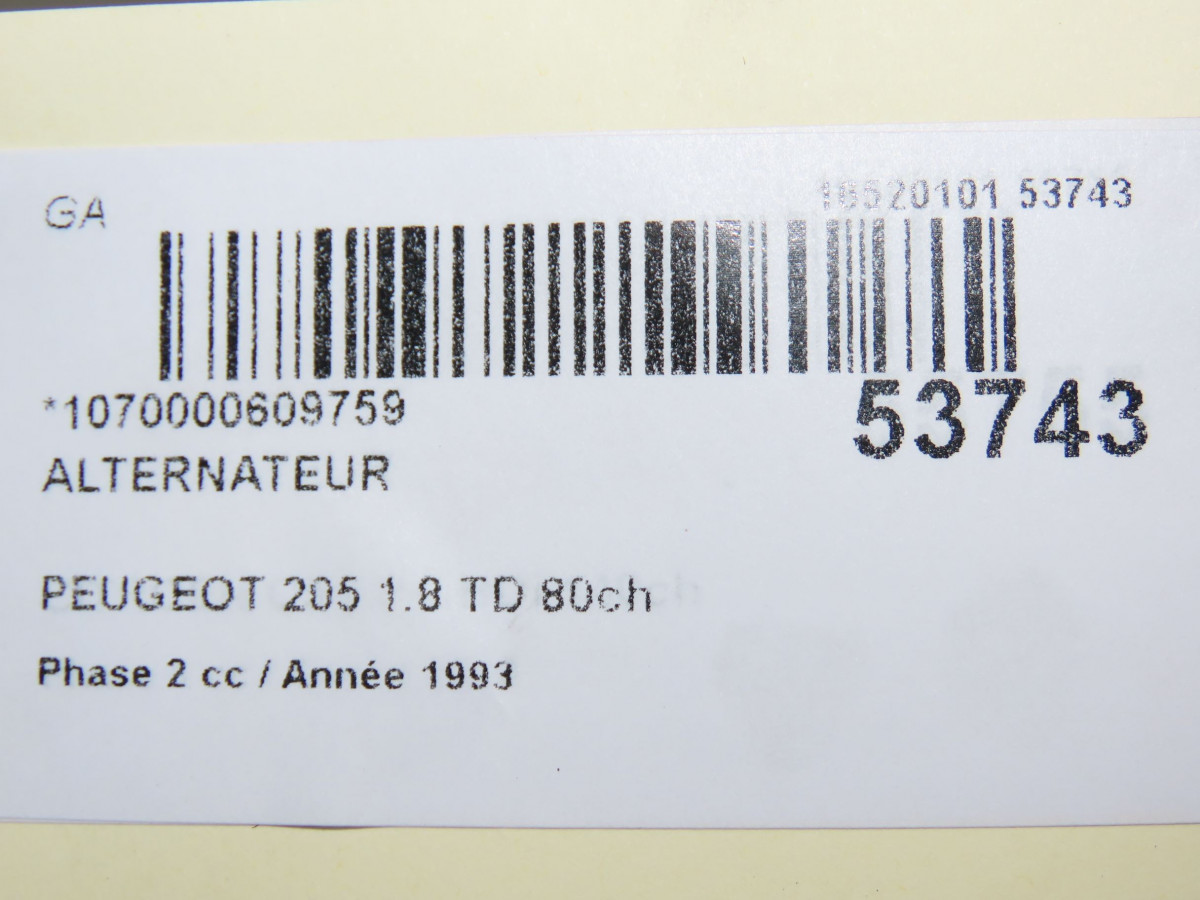 GA
16520101 53743
*1070000609759
53743
ALTERNATEUR
PEUGEOT 205 1.8 TD 80ch
Phase 2 cc / Année 1993